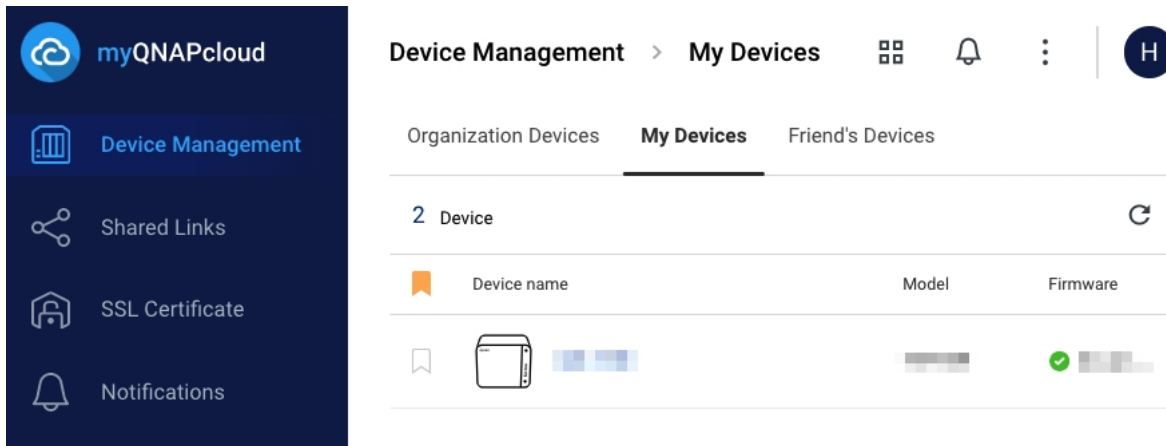 myQNAPcloud
Device Management
Shared Links
SSL Certificate
Notifications
Device Management > My Devices
H
Organization Devices My Devices Friend's Devices
2 Device
Device name Model Firmware